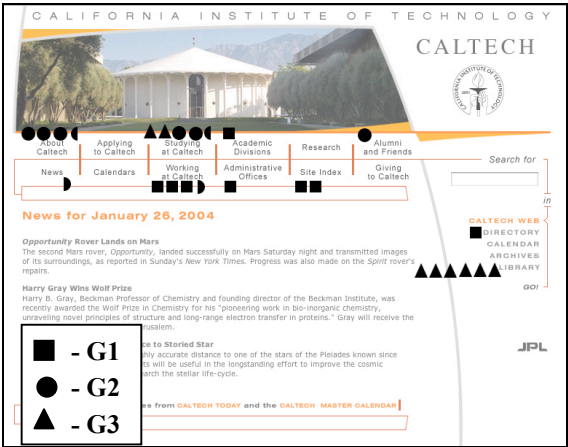 CALIFORNIA INSTITUTE OF TECHNOLOGY
CALTECH
About Caltech
Applying to Caltech
Studying at Caltech
Academic Divisions
Research
Alumni and Friends
News
Calendars
Working at Caltech
Administrative Offices
Site Index
Giving to Caltech
Search for
in
CALTECH WEB
DIRECTORY
CALENDAR
ARCHIVES
LIBRARY
GO!
JPL
News for January 26, 2004
Opportunity Rover Lands on Mars
The second Mars rover, Opportunity, landed successfully on Mars Saturday night and transmitted images
of its surroundings, as reported in Sunday's New York Times. Progress was also made on the Spirit rover's
repairs.
Harry Gray Wins Wolf Prize
Harry B. Gray, Beckman Professor of Chemistry and founding director of the Beckman Institute, was
recently awarded the Wolf Prize in Chemistry for his "pioneering work in bio-inorganic chemistry,
unraveling novel principles of structure and long-range electron transfer in proteins." Gray will receive the
rusalem.
ce to Storied Star
ghly accurate distance to one of the stars of the Pleiades known since
ts will be useful in the longstanding effort to improve the cosmic
earch the stellar life-cycle.
es from CALTECH TODAY and the CALTECH MASTER CALENDAR
- G1
- G2
- G3